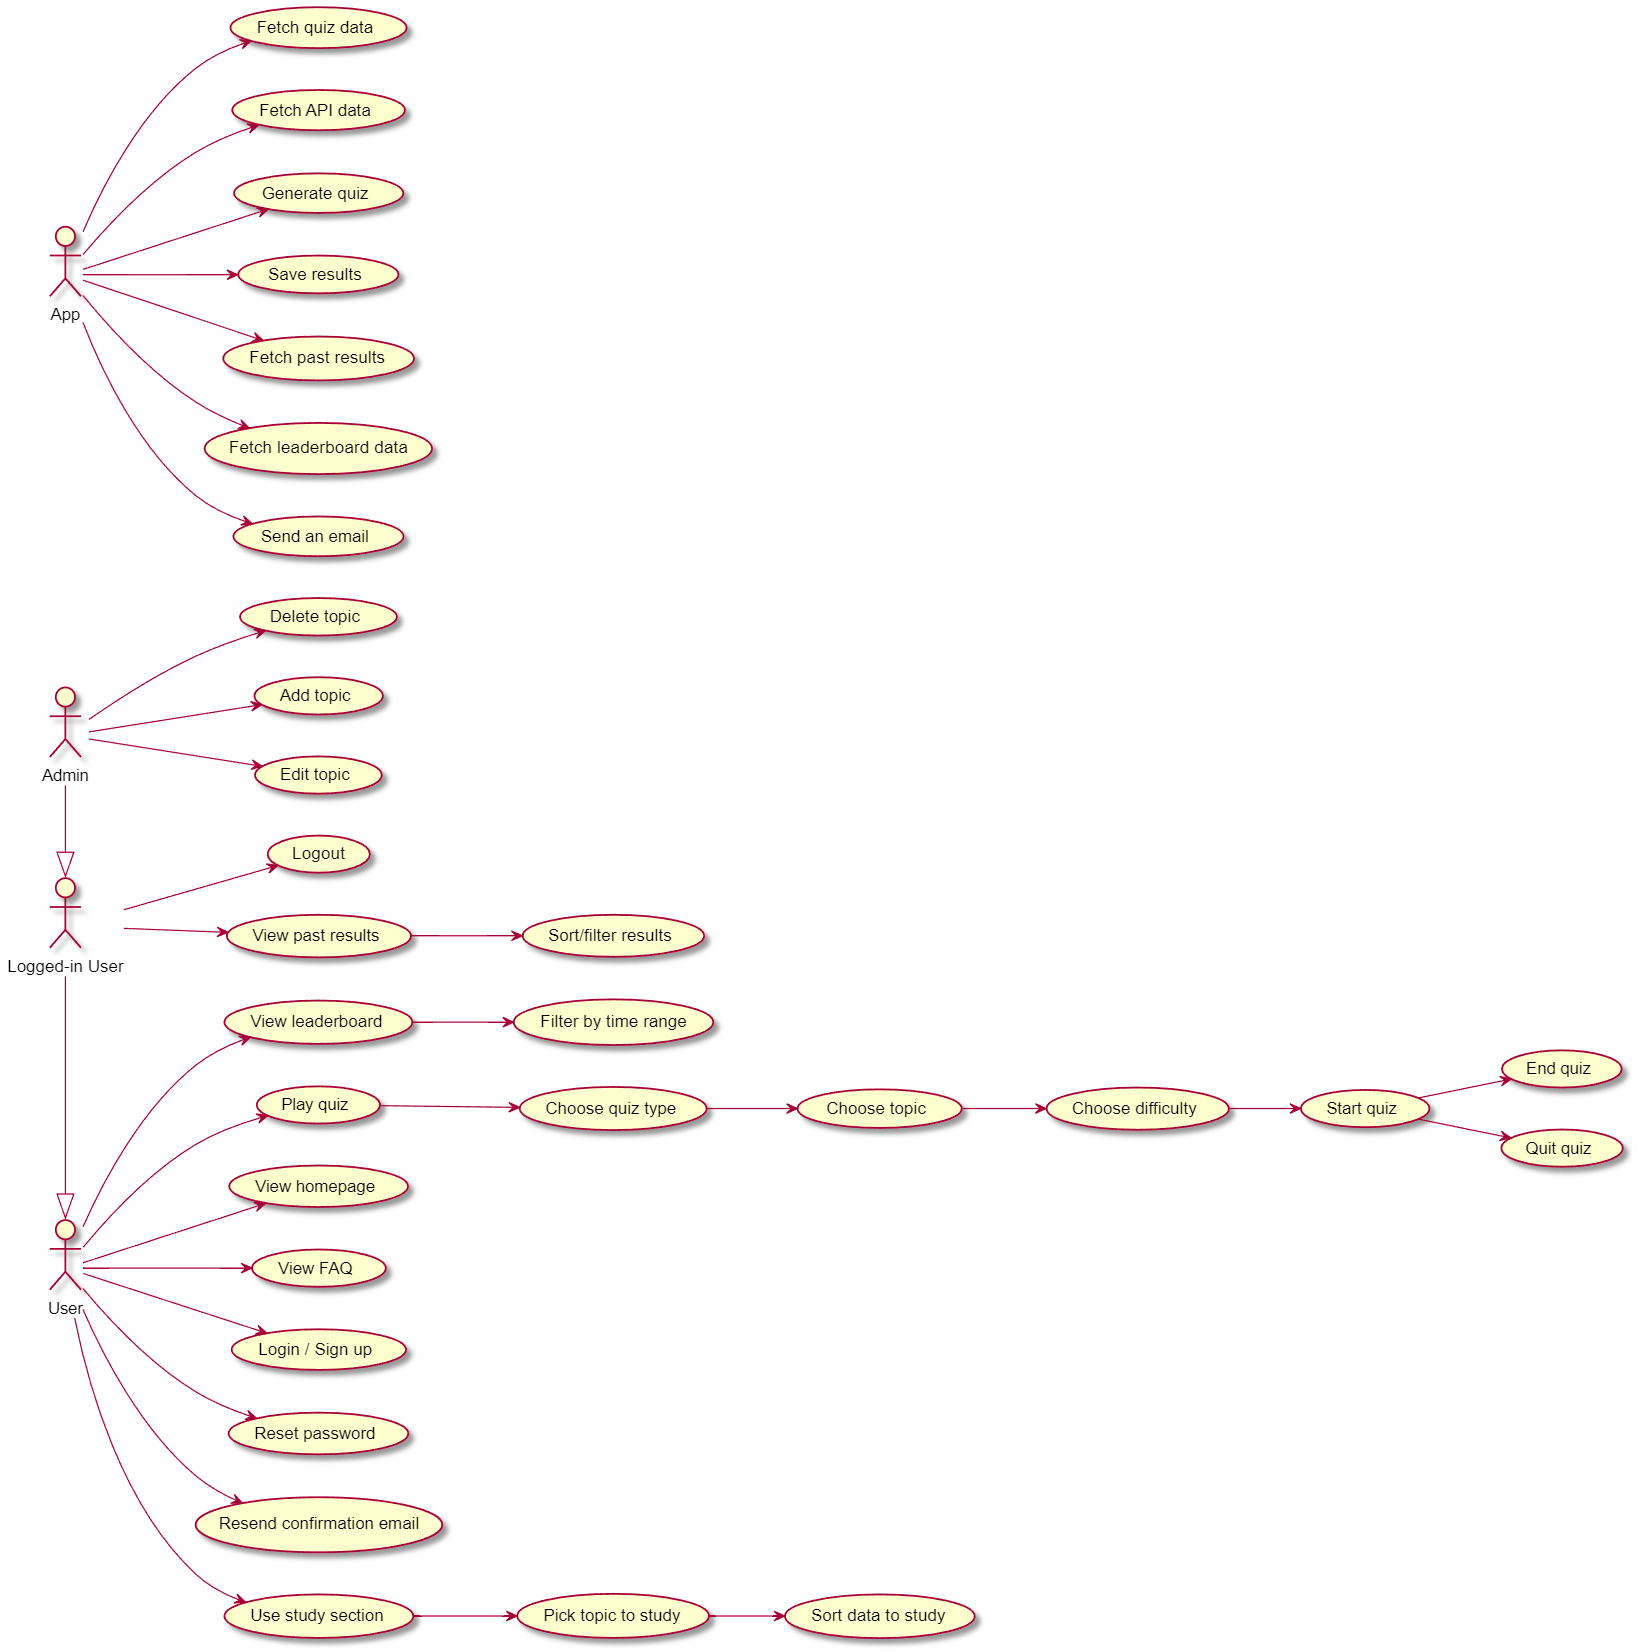 Fetch quiz data
Fetch API data
Generate quiz
Save results
App
Fetch past results
Fetch leaderboard data
Send an email
Delete topic
Add topic
Admin
Edit topic
Logout
View past results
Sort/filter results
Logged-in User
View leaderboard
Filter by time range
End quiz
Play quiz
Choose quiz type
Choose topic
Choose difficulty
Start quiz
Quit quiz
View homepage
View FAQ
User
Login / Sign up
Reset password
Resend confirmation email
Use study section
Pick topic to study
Sort data to study